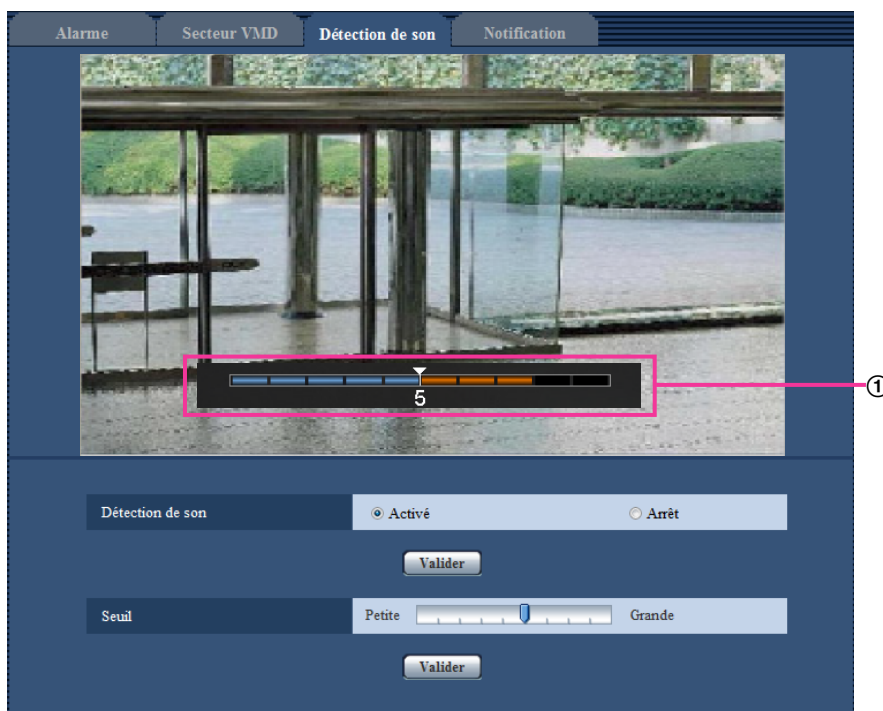 Alarme Secteur VMD Détection de son Notification
5
①
Détection de son Activé Arrêt
Valider
Seuil Petite Grande
Valider